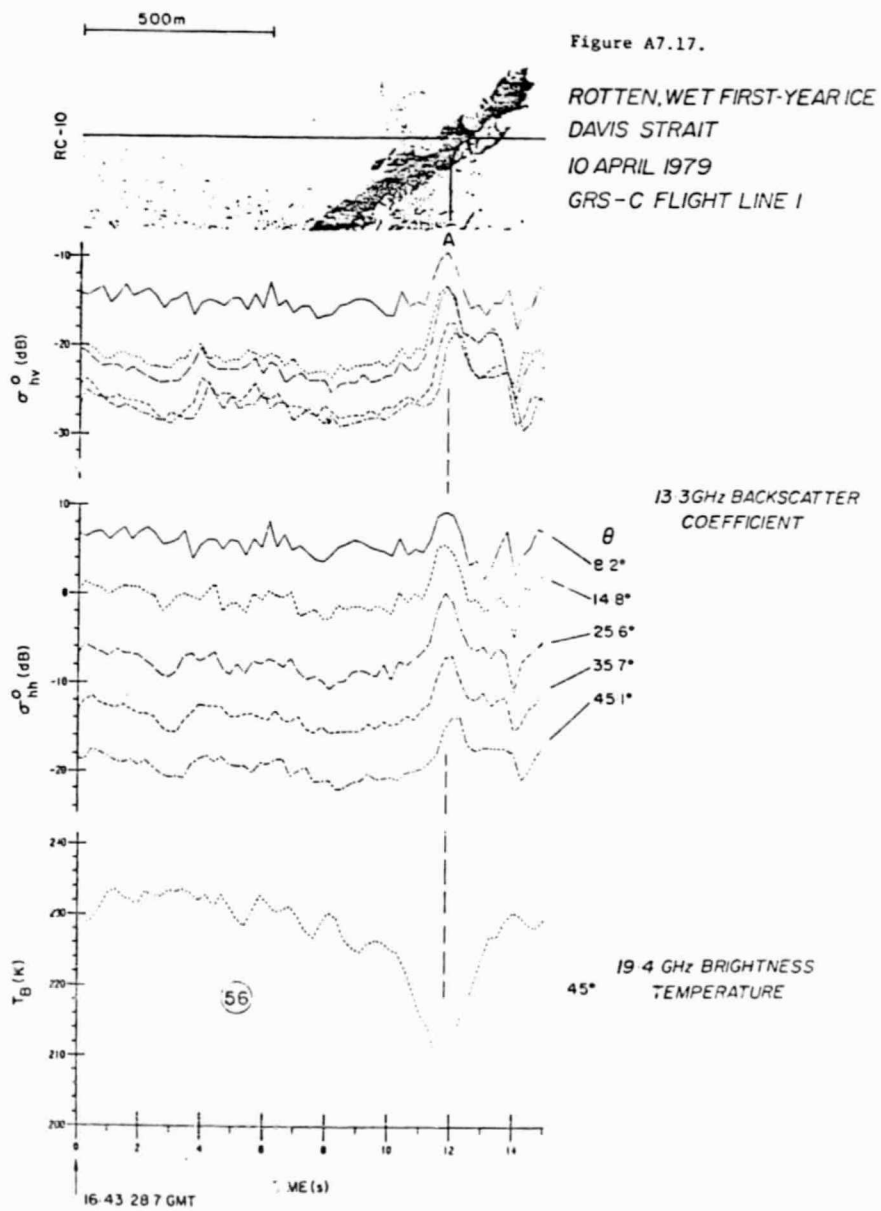 500m
Figure A7.17.
ROTTEN, WET FIRST-YEAR ICE
DAVIS STRAIT
10 APRIL 1979
GRS-C FLIGHT LINE 1
RC-10
A
-10
-20
-30
σ°hv (dB)
13.3GHz BACKSCATTER
COEFFICIENT
10
0
-10
-20
σ°hh (dB)
θ
8.2°
14.8°
25.6°
35.7°
45.1°
240
230
220
210
200
TB (K)
56
45°
19.4 GHz BRIGHTNESS
TEMPERATURE
0 2 4 6 8 10 12 14
ME(s)
16:43 28.7 GMT